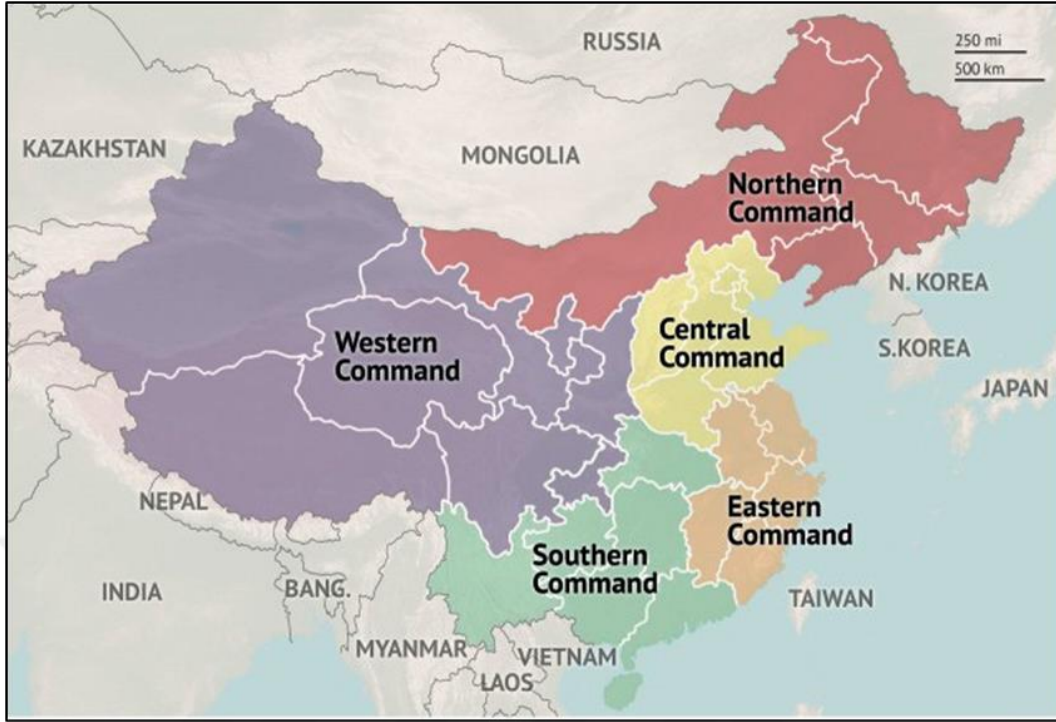 RUSSIA
250 mi
500 km
KAZAKHSTAN
MONGOLIA
Northern
Command
N. KOREA
Western
Command
Central
Command
S.KOREA
JAPAN
NEPAL
Eastern
Command
Southern
Command
INDIA
BANG.
TAIWAN
MYANMAR
VIETNAM
LAOS